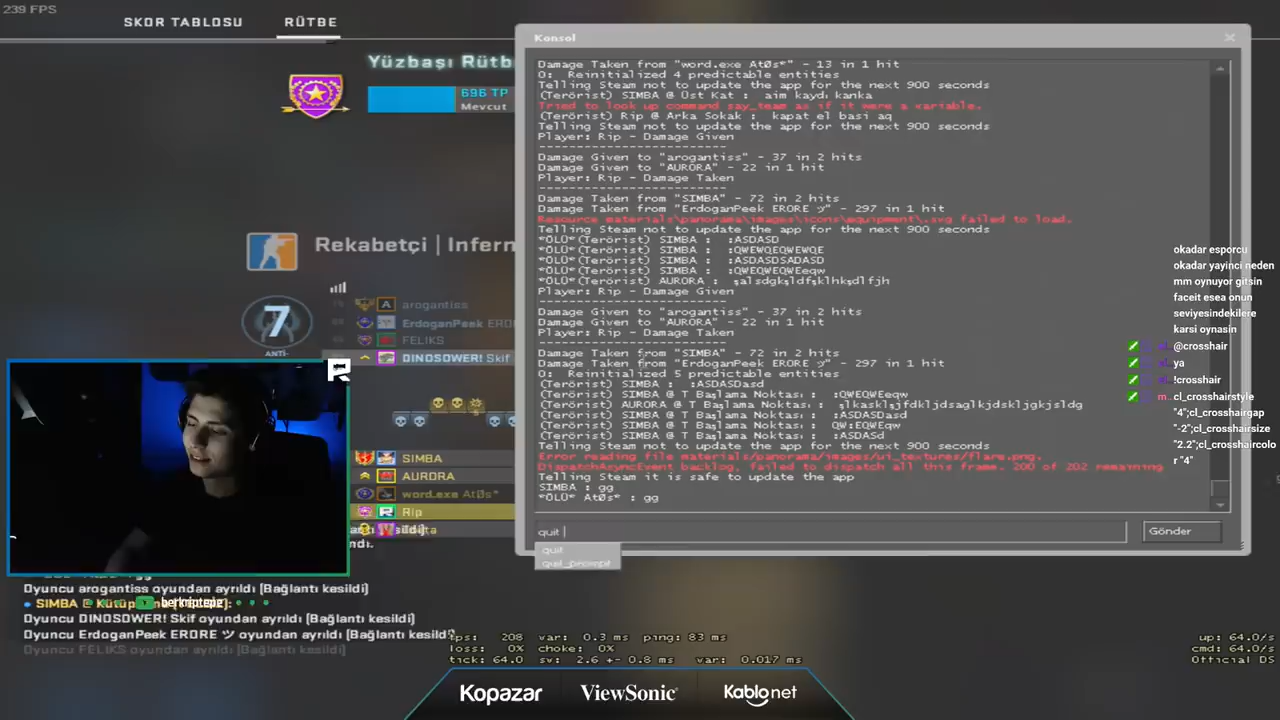 239 FPS
SKOR TABLOSU
RÜTBE
Yüzbaşı Rütb
696 TP
Mevcut
Rekabetçi | Infern
7
ANTİ-
A arogantiss
ErdoganPeek ERO
FELIKS
DINOSOWER! Skif
SIMBA
AURORA
word.exe AtØs*
Rip
Konsol
Damage Taken from "word.exe AtØs*" - 13 in 1 hit
0: Reinitialized 4 predictable entities
Telling Steam not to update the app for the next 900 seconds
(Terörist) SIMBA @ Üst Kat : aim kaydı kanka
Tried to look up command say_team as if it were a variable.
(Terörist) Rip @ Arka Sokak : kapat el basi aq
Telling Steam not to update the app for the next 900 seconds
Player: Rip - Damage Given
-------------------------
Damage Given to "arogantiss" - 37 in 2 hits
Damage Given to "AURORA" - 22 in 1 hit
Player: Rip - Damage Taken
-------------------------
Damage Taken from "SIMBA" - 72 in 2 hits
Damage Taken from "ErdoganPeek ERORE ツ" - 297 in 1 hit
Resource materials\panorama\images\icons\equipment\.svg failed to load.
Telling Steam not to update the app for the next 900 seconds
*ÖLÜ*(Terörist) SIMBA : :ASDASD
*ÖLÜ*(Terörist) SIMBA : :QWEWQEQWEWQE
*ÖLÜ*(Terörist) SIMBA : :ASDASDSADASD
*ÖLÜ*(Terörist) SIMBA : :QWEQWEQWEeqw
*ÖLÜ*(Terörist) AURORA : şalsdgkşldfşklhkşdlfjh
Player: Rip - Damage Given
-------------------------
Damage Given to "arogantiss" - 37 in 2 hits
Damage Given to "AURORA" - 22 in 1 hit
Player: Rip - Damage Taken
-------------------------
Damage Taken from "SIMBA" - 72 in 2 hits
Damage Taken from "ErdoganPeek ERORE ツ" - 297 in 1 hit
0: Reinitialized 5 predictable entities
(Terörist) SIMBA : :ASDASDasd
(Terörist) SIMBA @ T Başlama Noktası : :QWEQWEeqw
(Terörist) AURORA @ T Başlama Noktası : şlkasklşjfdkljdsaglkjdskljgkjsldg
(Terörist) SIMBA @ T Başlama Noktası : :ASDASDasd
(Terörist) SIMBA @ T Başlama Noktası : QW:QWEqw
(Terörist) SIMBA @ T Başlama Noktası : :ASDASd
Telling Steam not to update the app for the next 900 seconds
Error reading file materials/panorama/images/ui_textures/flare.png.
DispatchAsyncEvent backlog, failed to dispatch all this frame. 200 of 202 remaining
Telling Steam it is safe to update the app
SIMBA : gg
*ÖLÜ* AtØs* : gg
quit
Gönder
quit
quit_prompt
okadar esporcu
okadar yayinci neden
mm oynuyor gitsin
faceit esea onun
seviyesindekilere
karsi oynasin
@crosshair
ya
!crosshair
cl_crosshairstyle
"4";cl_crosshairgap
"-2";cl_crosshairsize
"2.2";cl_crosshaircolo
r "4"
Oyuncu arogantiss oyundan ayrıldı (Bağlantı kesildi)
berkriptepe
Oyuncu DINOSOWER! Skif oyundan ayrıldı (Bağlantı kesildi)
Oyuncu ErdoganPeek ERORE ツ oyundan ayrıldı (Bağlantı kesildi)
Oyuncu FELIKS oyundan ayrıldı (Bağlantı kesildi)
fps: 208 var: 0.3 ms ping: 83 ms
loss: 0% choke: 0%
tick: 64.0 sv: 2.6 +- 0.8 ms var: 0.017 ms
up: 64.0/s
cmd: 64.0/s
Official DS
Kopazar
ViewSonic
Kablonet